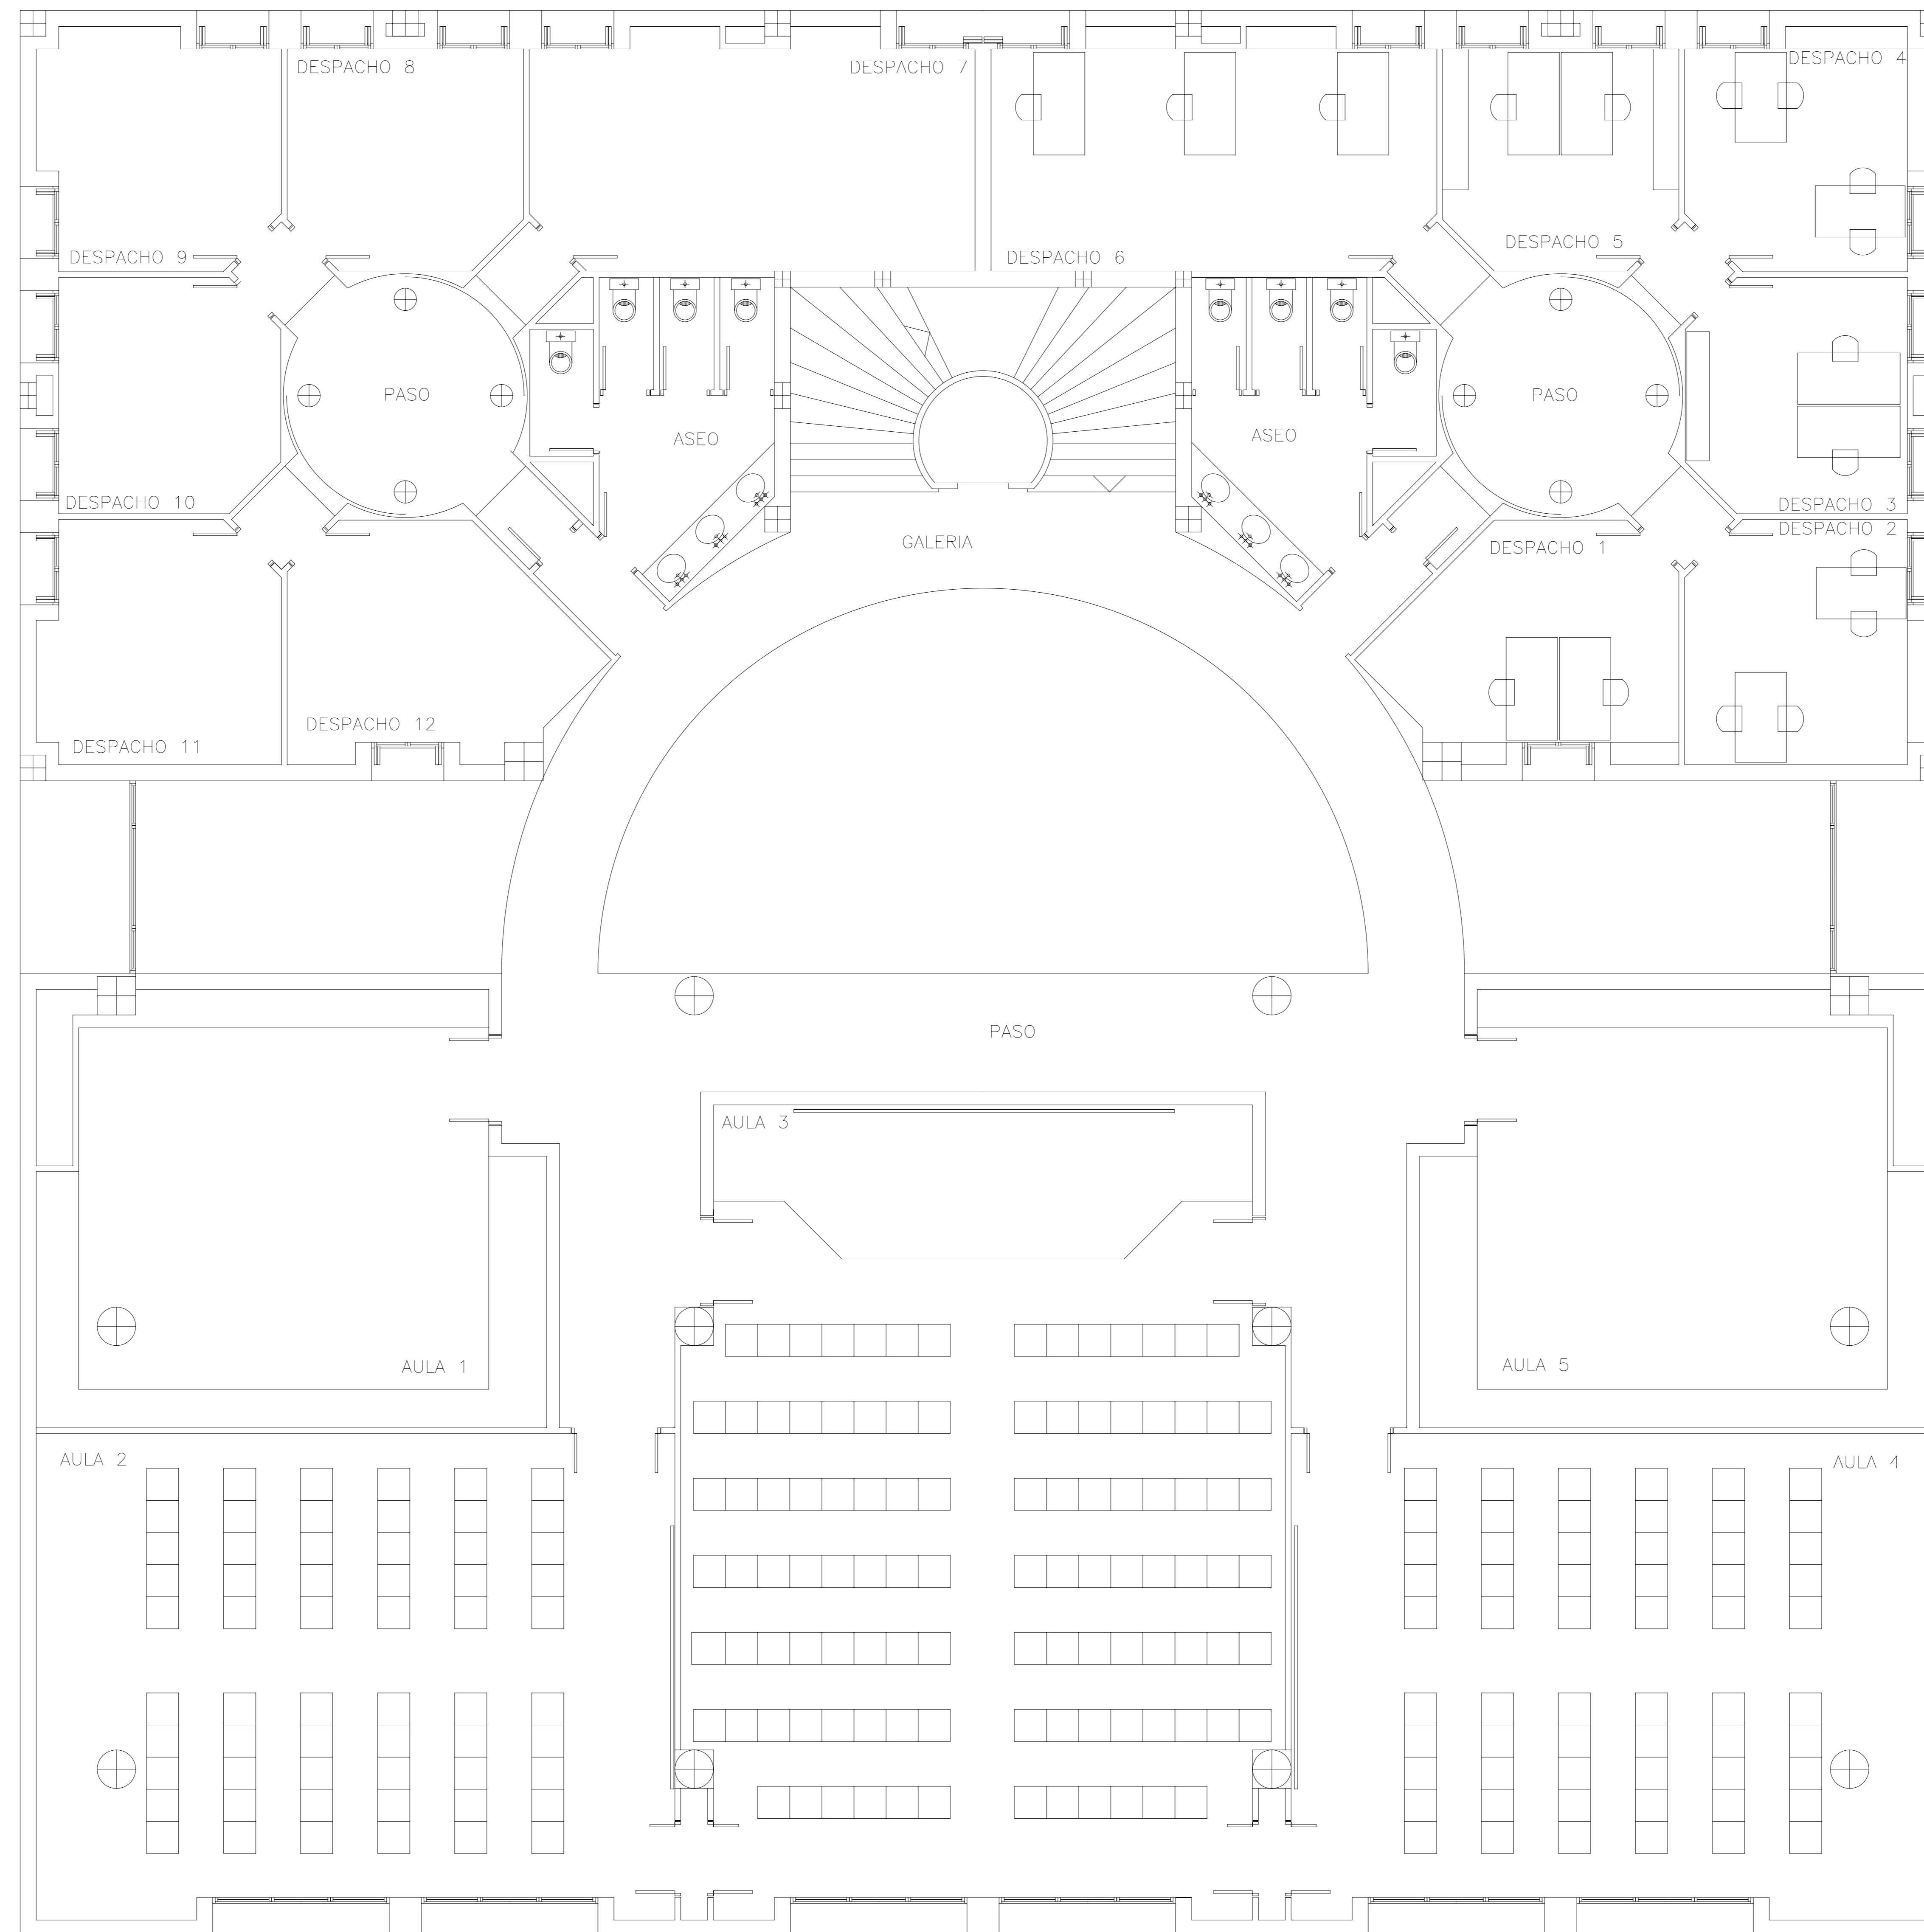 DESPACHO 8
DESPACHO 7
DESPACHO 4
DESPACHO 9
DESPACHO 6
DESPACHO 5
PASO
PASO
ASEO
ASEO
DESPACHO 10
DESPACHO 3
DESPACHO 2
GALERIA
DESPACHO 1
DESPACHO 12
DESPACHO 11
PASO
AULA 3
AULA 1
AULA 5
AULA 2
AULA 4